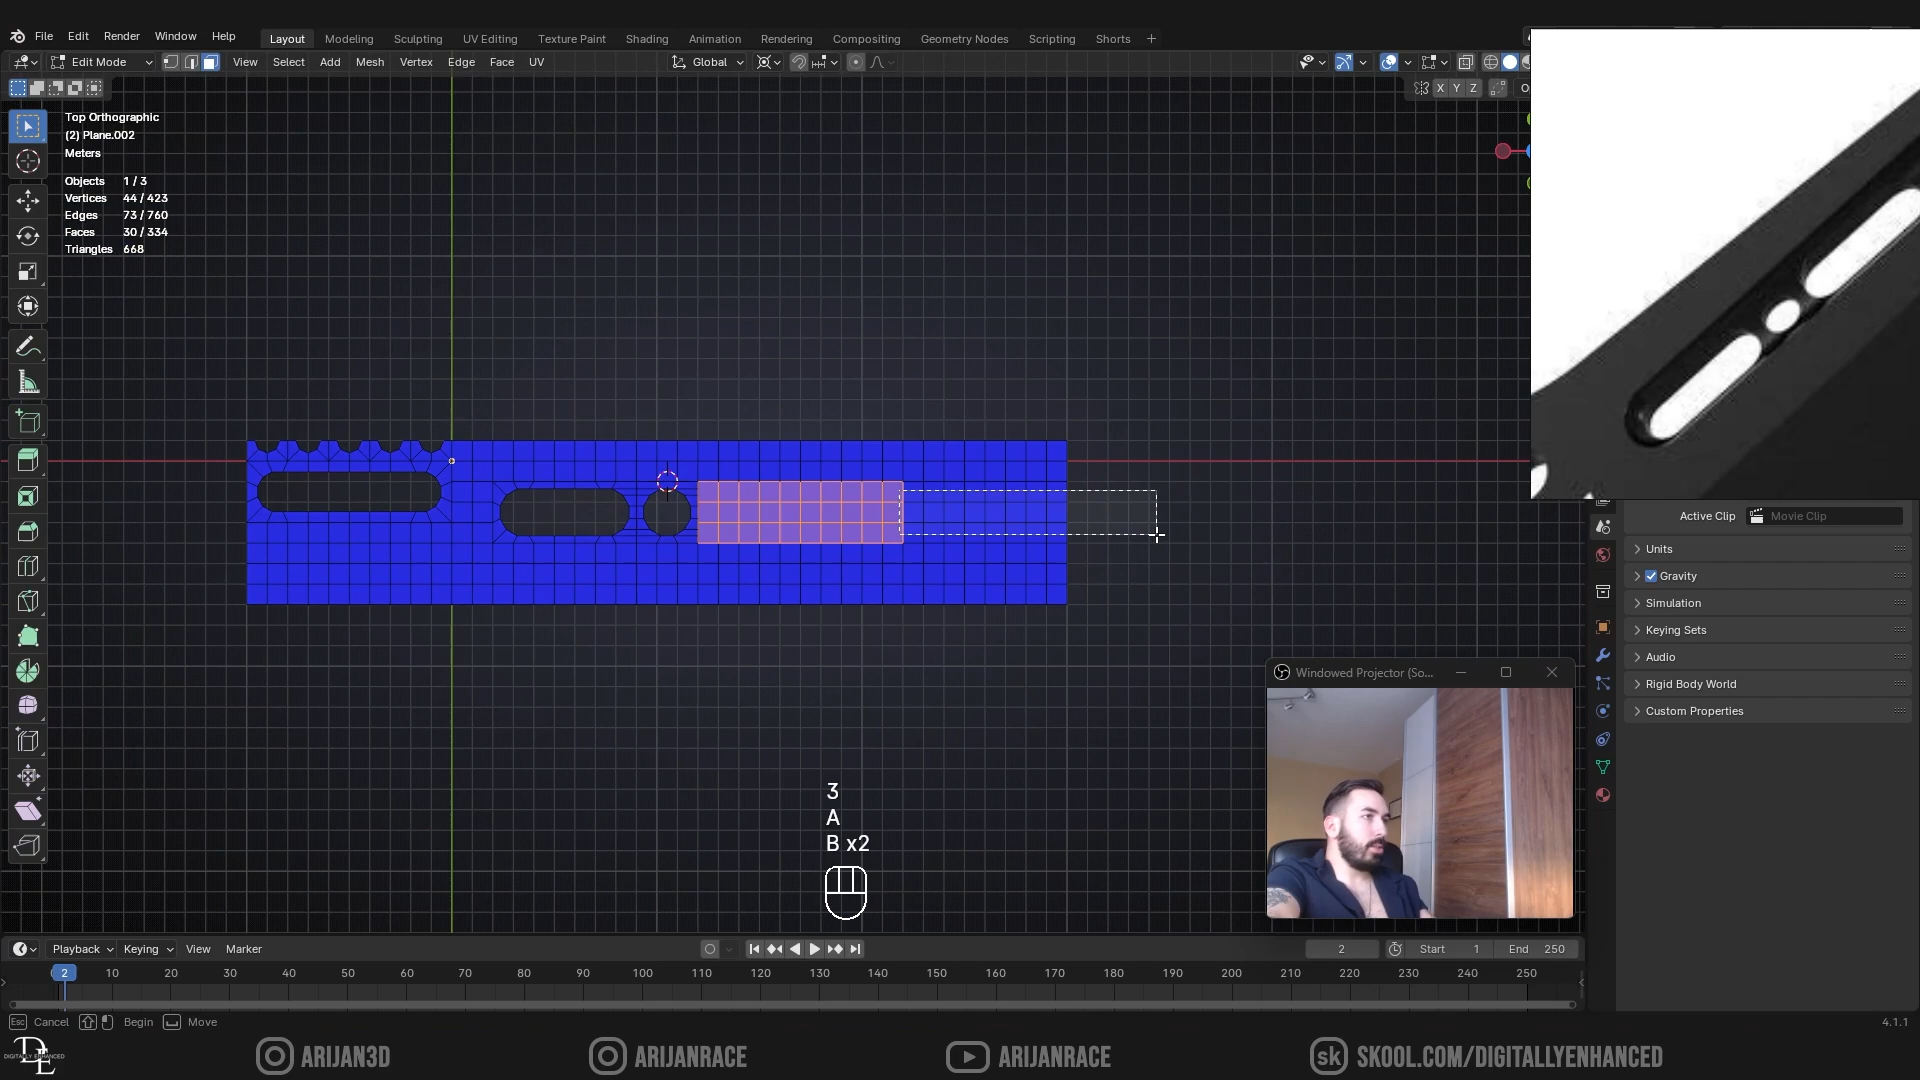 File Edit Render Window Help Layout Modeling Sculpting UV Editing Texture Paint Shading Animation Rendering Compositing Geometry Nodes Scripting Shorts
Edit Mode View Select Add Mesh Vertex Edge Face UV Global
X Y Z
Top Orthographic
(2) Plane.002
Meters
Objects 1 / 3
Vertices 44 / 423
Edges 73 / 760
Faces 30 / 334
Triangles 668
Active Clip Movie Clip
Units
Gravity
Simulation
Keying Sets
Audio
Rigid Body World
Custom Properties
Windowed Projector (So...
3
A
B x2
Playback Keying View Marker 2 Start 1 End 250
2 10 20 30 40 50 60 70 80 90 100 110 120 130 140 150 160 170 180 190 200 210 220 230 240 250
Esc Cancel Begin Move 4.1.1
DIGITALLY ENHANCED
ARIJAN3D ARIJANRACE ARIJANRACE sk SKOOL.COM/DIGITALLYENHANCED